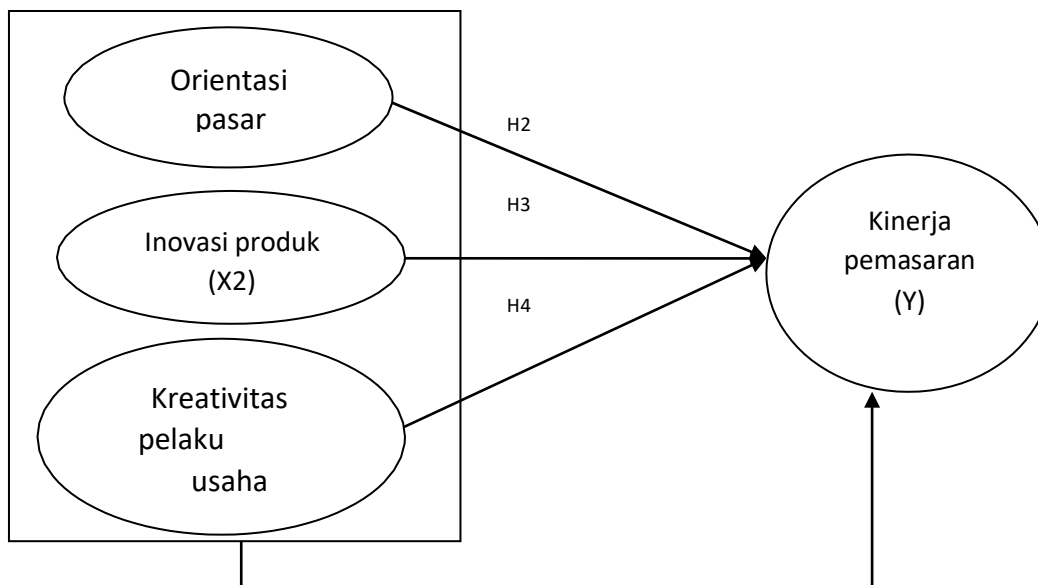 Orientasi
pasar
H2
H3
Inovasi produk
(X2)
Kinerja
pemasaran
(Y)
H4
Kreativitas
pelaku
usaha